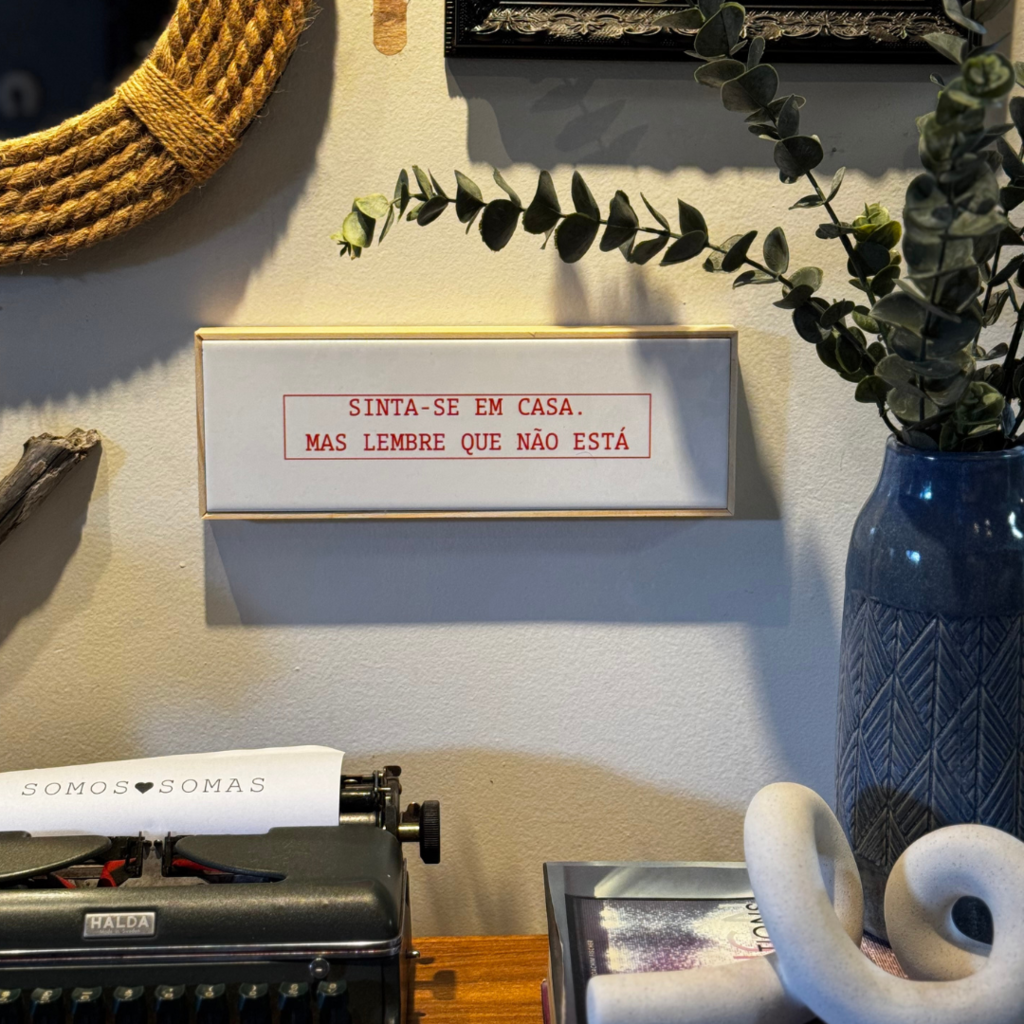 SINTA-SE EM CASA.
MAS LEMBRE QUE NÃO ESTÁ
SOMOS❤SOMAS
HALDA